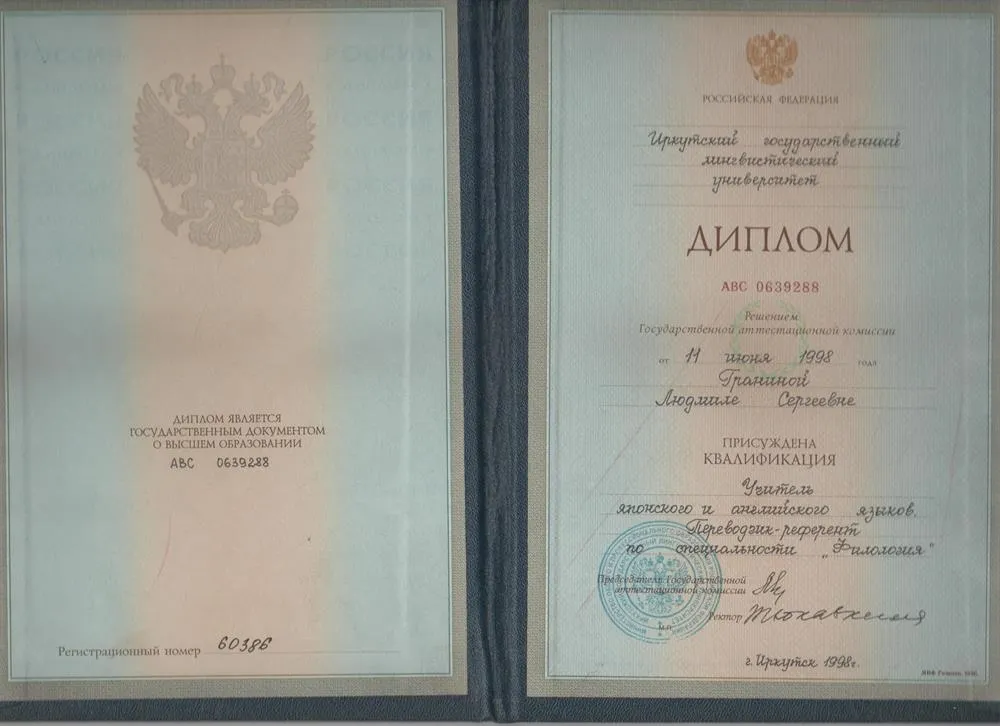 ДИПЛОМ ЯВЛЯЕТСЯ
ГОСУДАРСТВЕННЫМ ДОКУМЕНТОМ
О ВЫСШЕМ ОБРАЗОВАНИИ
АВС 0639288
Регистрационный номер 60386
РОССИЙСКАЯ ФЕДЕРАЦИЯ
Иркутский государственный
лингвистический
университет
ДИПЛОМ
АВС 0639288
Решением
Государственной аттестационной комиссии
от 11 июня 1998 года
Граниной
Людмиле Сергеевне
ПРИСУЖДЕНА
КВАЛИФИКАЦИЯ
Учитель
японского и английского языков.
Переводчик-референт
по специальности „Филология"
Председатель Государственной
аттестационной комиссии
М.П.
Ректор
г. Иркутск 1998г.